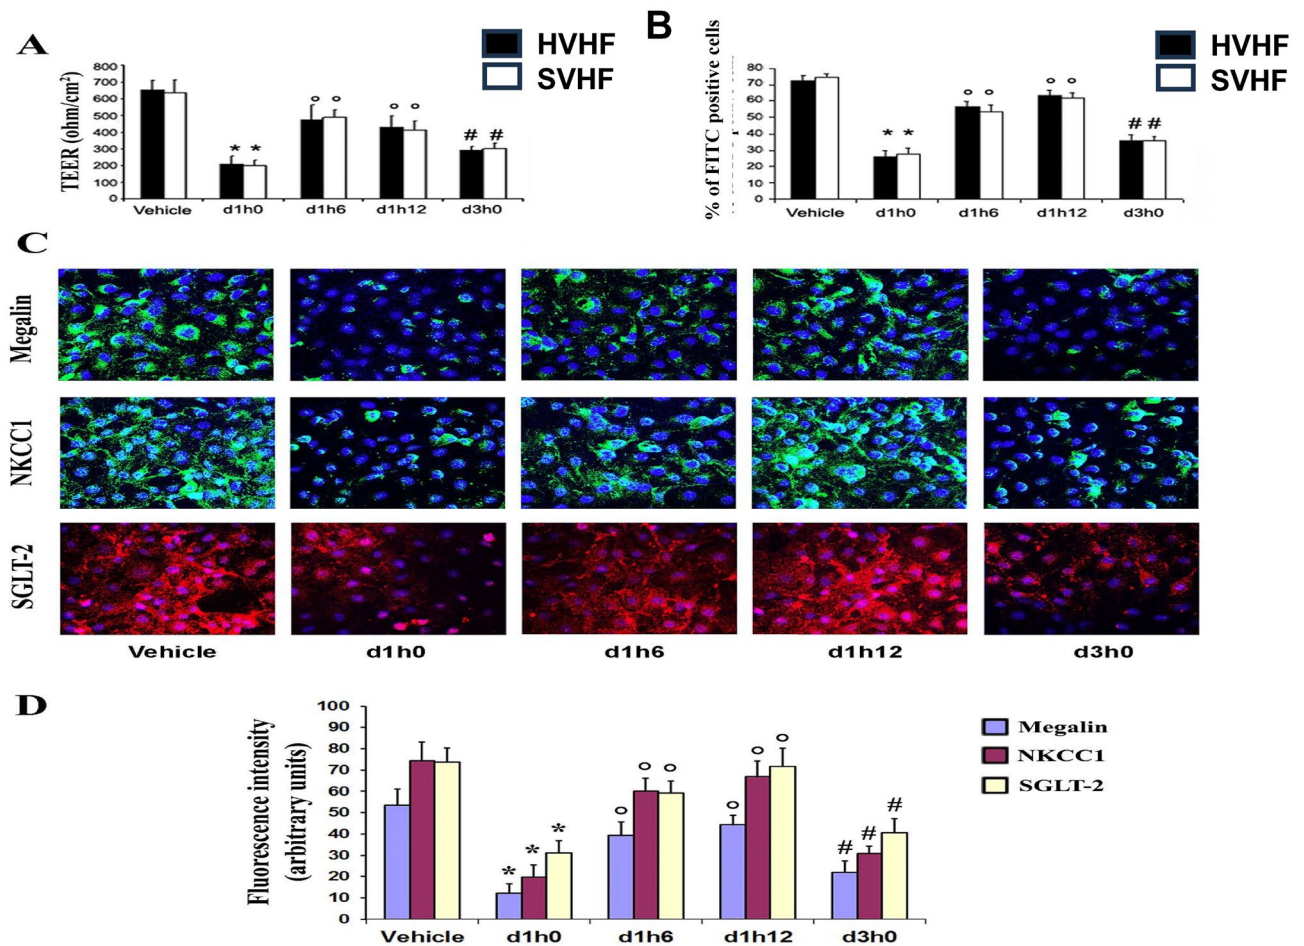 A
HVHF
SVHF
TEER (ohm/cm²)
800
700
600
500
400
300
200
100
0
* *
o o
o o
# #
Vehicle d1h0 d1h6 d1h12 d3h0
B
HVHF
SVHF
% of FITC positive cells
80
70
60
50
40
30
20
10
0
* *
o o
o o
# #
Vehicle d1h0 d1h6 d1h12 d3h0
C
Megalin
NKCC1
SGLT-2
Vehicle d1h0 d1h6 d1h12 d3h0
D
Fluorescence intensity
(arbitrary units)
100
90
80
70
60
50
40
30
20
10
0
* * *
o o o
o o o
# # #
Vehicle d1h0 d1h6 d1h12 d3h0
Megalin
NKCC1
SGLT-2